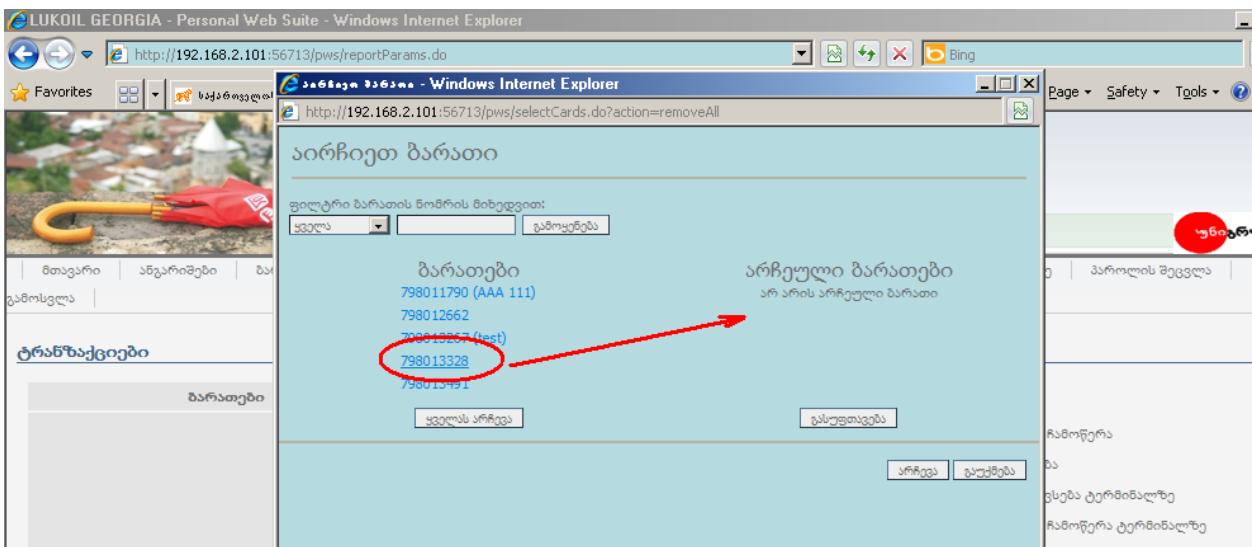 LUKOIL GEORGIA - Personal Web Suite - Windows Internet Explorer
http://192.168.2.101:56713/pws/reportParams.do
Bing
Favorites
Page
Safety
Tools
- Windows Internet Explorer
http://192.168.2.101:56713/pws/selectCards.do?action=removeAll
აირჩიეთ ბარათი
ფილტრი ბარათის ნომრის მიხედვით:
ყველა
გამოყენება
მთავარი
ანგარიშები
პაროლის შეცვლა
გამოსვლა
ბარათები
არჩეული ბარათები
798011790 (AAA 111)
არ არის არჩეული ბარათი
798012662
798013267 (test)
798013328
798013491
ტრანზაქციები
ბარათები
ყველას არჩევა
გასუფთავება
არჩევა
გაუქმება
ჩამოწერა
ტერმინალზე
ჩამოწერა ტერმინალზე